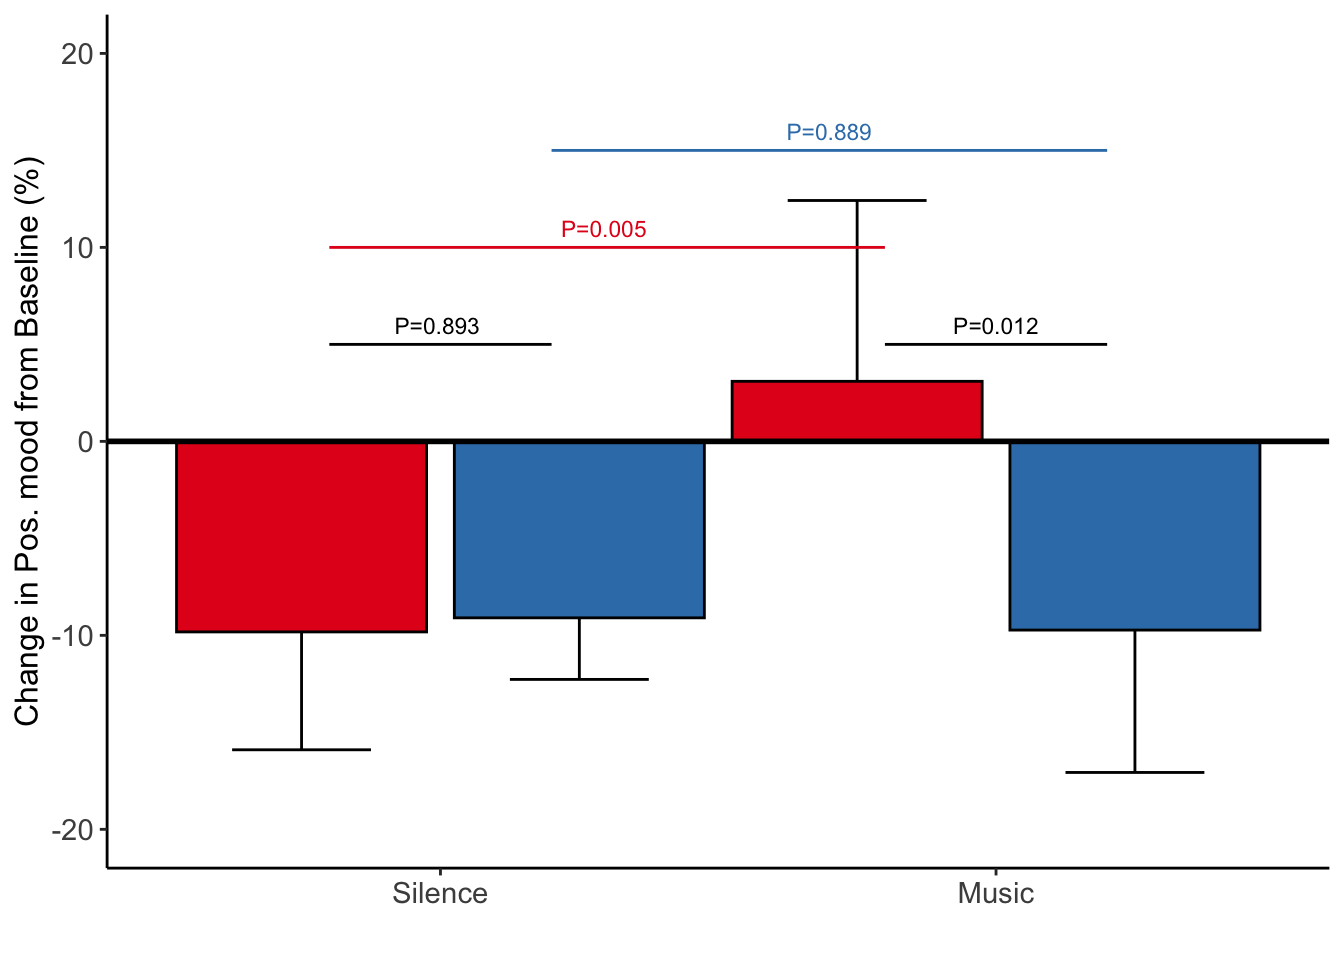 Change in Pos. mood from Baseline (%)
20
10
0
-10
-20
P=0.889
P=0.005
P=0.893
P=0.012
Silence
Music